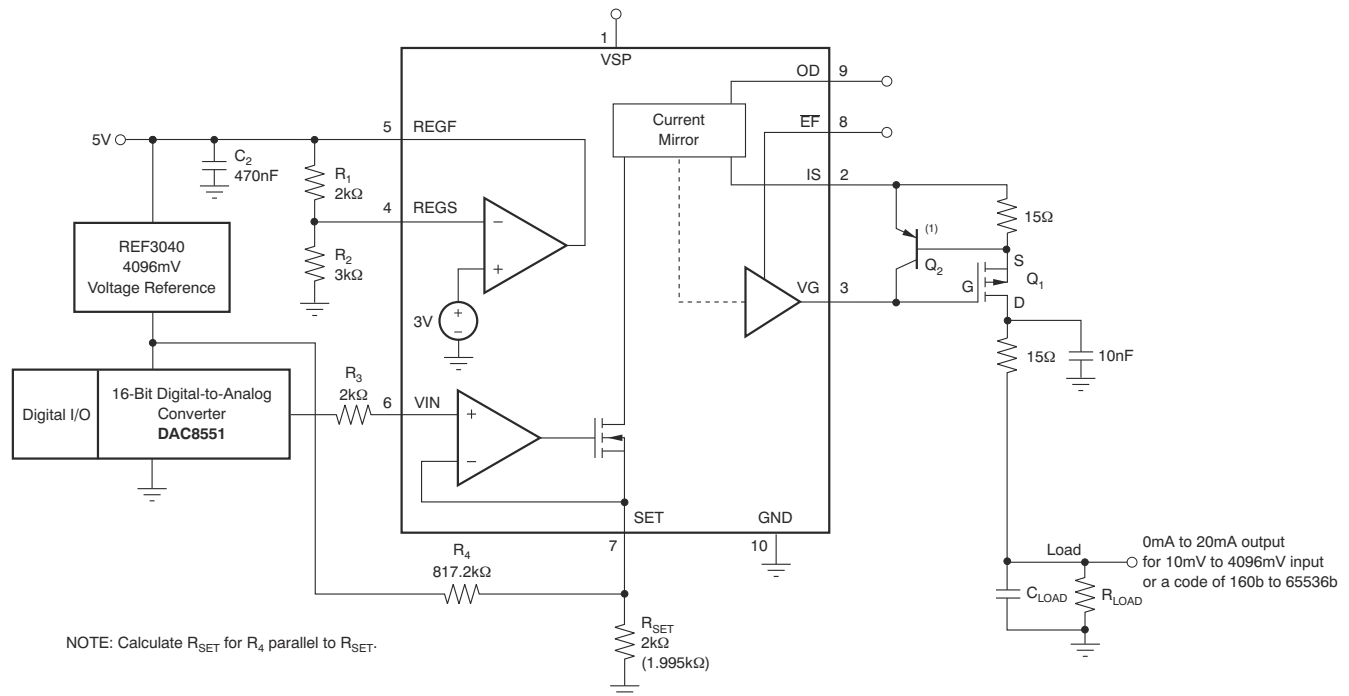 1
VSP
OD 9
EF 8
Current
Mirror
IS 2
5V
5 REGF
C2
470nF
R1
2kΩ
4 REGS
R2
3kΩ
15Ω
(1)
Q2
S
Q1
G
D
VG 3
REF3040
4096mV
Voltage Reference
3V
+
−
−
+
15Ω
10nF
Digital I/O
16-Bit Digital-to-Analog
Converter
DAC8551
R3
2kΩ
6 VIN
+
−
SET
7
GND
10
R4
817.2kΩ
RSET
2kΩ
(1.995kΩ)
Load
CLOAD
RLOAD
0mA to 20mA output
for 10mV to 4096mV input
or a code of 160b to 65536b
NOTE: Calculate RSET for R4 parallel to RSET.